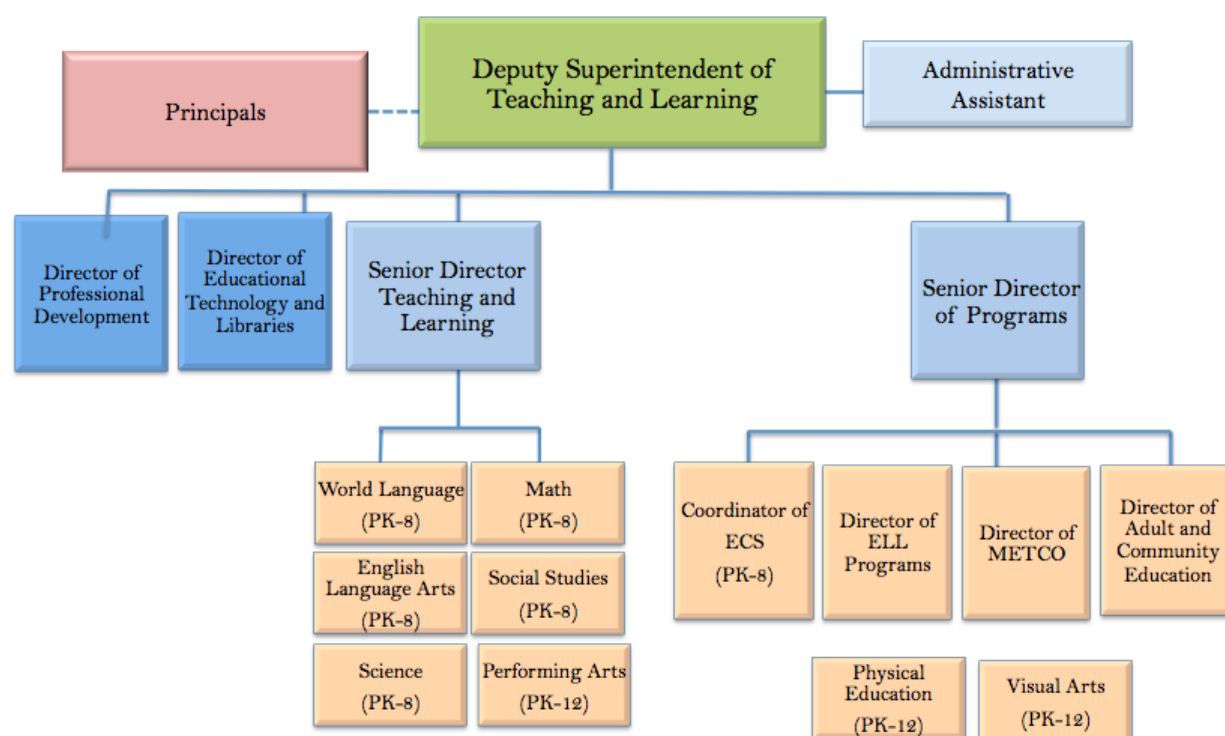 Deputy Superintendent of
Teaching and Learning
Principals
Administrative
Assistant
Director of
Professional
Development
Director of
Educational
Technology and
Libraries
Senior Director
Teaching and
Learning
Senior Director
of Programs
World Language
(PK-8)
Math
(PK-8)
English
Language Arts
(PK-8)
Social Studies
(PK-8)
Science
(PK-8)
Performing Arts
(PK-12)
Coordinator of
ECS
(PK-8)
Director of
ELL
Programs
Director of
METCO
Director of
Adult and
Community
Education
Physical
Education
(PK-12)
Visual Arts
(PK-12)